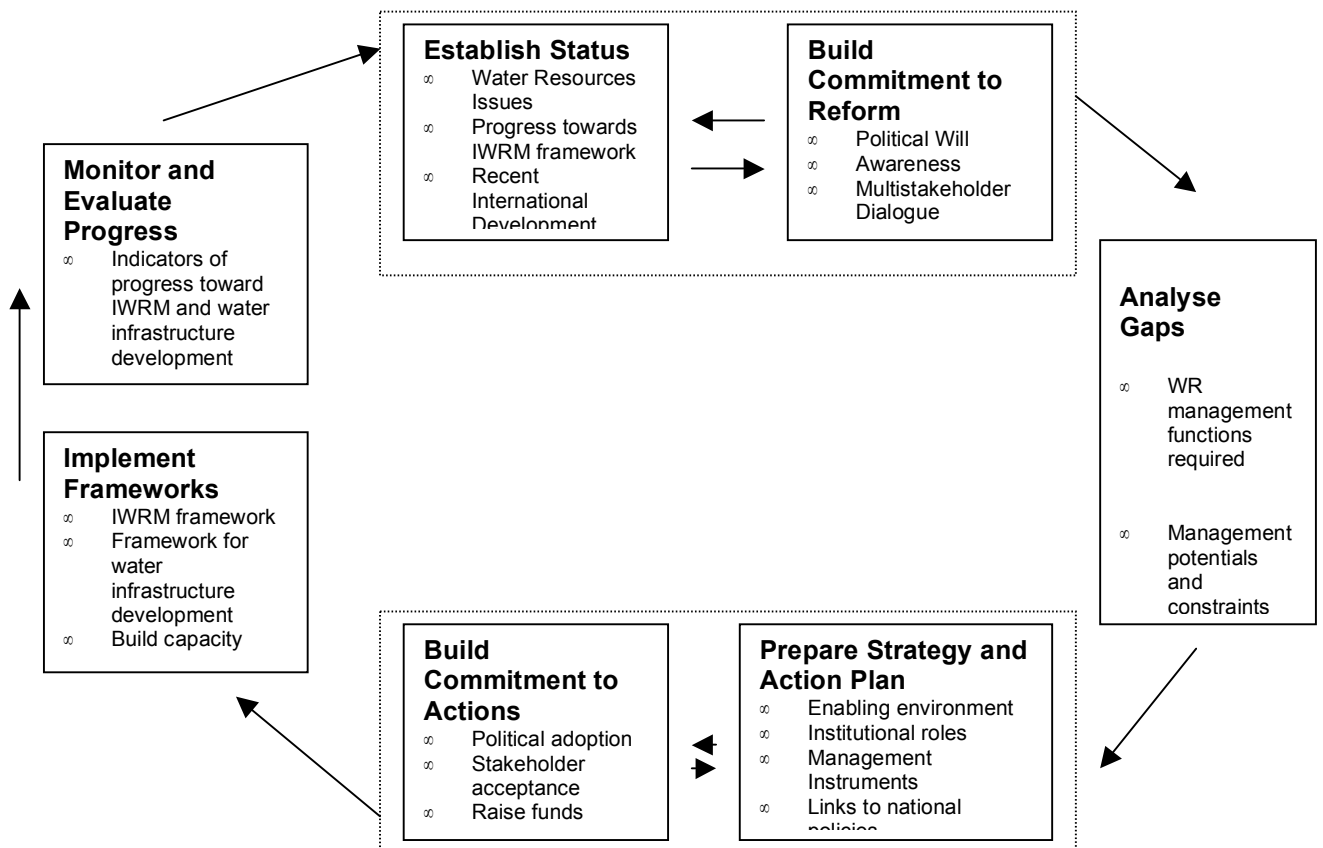 Establish Status
∞ Water Resources
Issues
∞ Progress towards
IWRM framework
∞ Recent
International
Development
Build
Commitment to
Reform
∞ Political Will
∞ Awareness
∞ Multistakeholder
Dialogue
Analyse
Gaps
∞ WR
management
functions
required
∞ Management
potentials
and
constraints
Prepare Strategy and
Action Plan
∞ Enabling environment
∞ Institutional roles
∞ Management
Instruments
∞ Links to national
policies
Build
Commitment to
Actions
∞ Political adoption
∞ Stakeholder
acceptance
∞ Raise funds
Implement
Frameworks
∞ IWRM framework
∞ Framework for
water
infrastructure
development
∞ Build capacity
Monitor and
Evaluate
Progress
∞ Indicators of
progress toward
IWRM and water
infrastructure
development